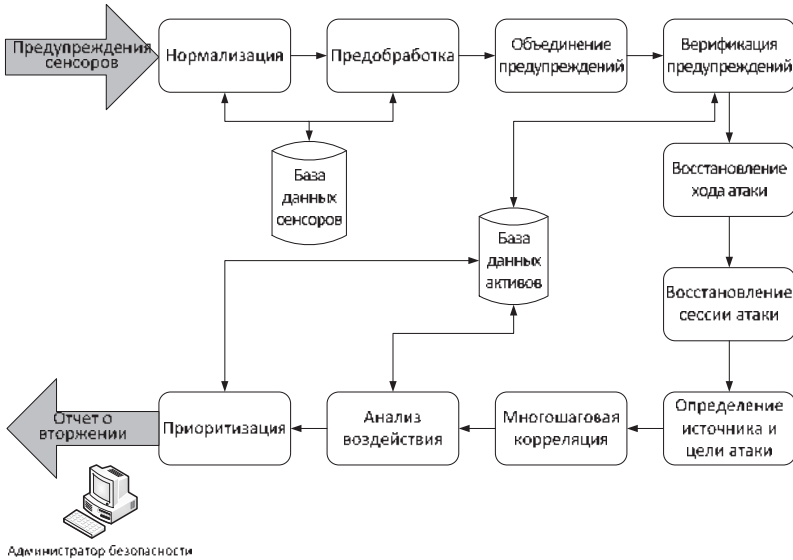 Предупреждения
сенсоров
Нормализация
Предобработка
Объединение
предупреждений
Верификация
предупреждений
База
данных
сенсоров
Восстановление
хода атаки
База
данных
активов
Восстановление
сессии атаки
Отчет о
вторжении
Приоритизация
Анализ
воздействия
Многошаговая
корреляция
Определение
источника и
цели атаки
Администратор безопасности